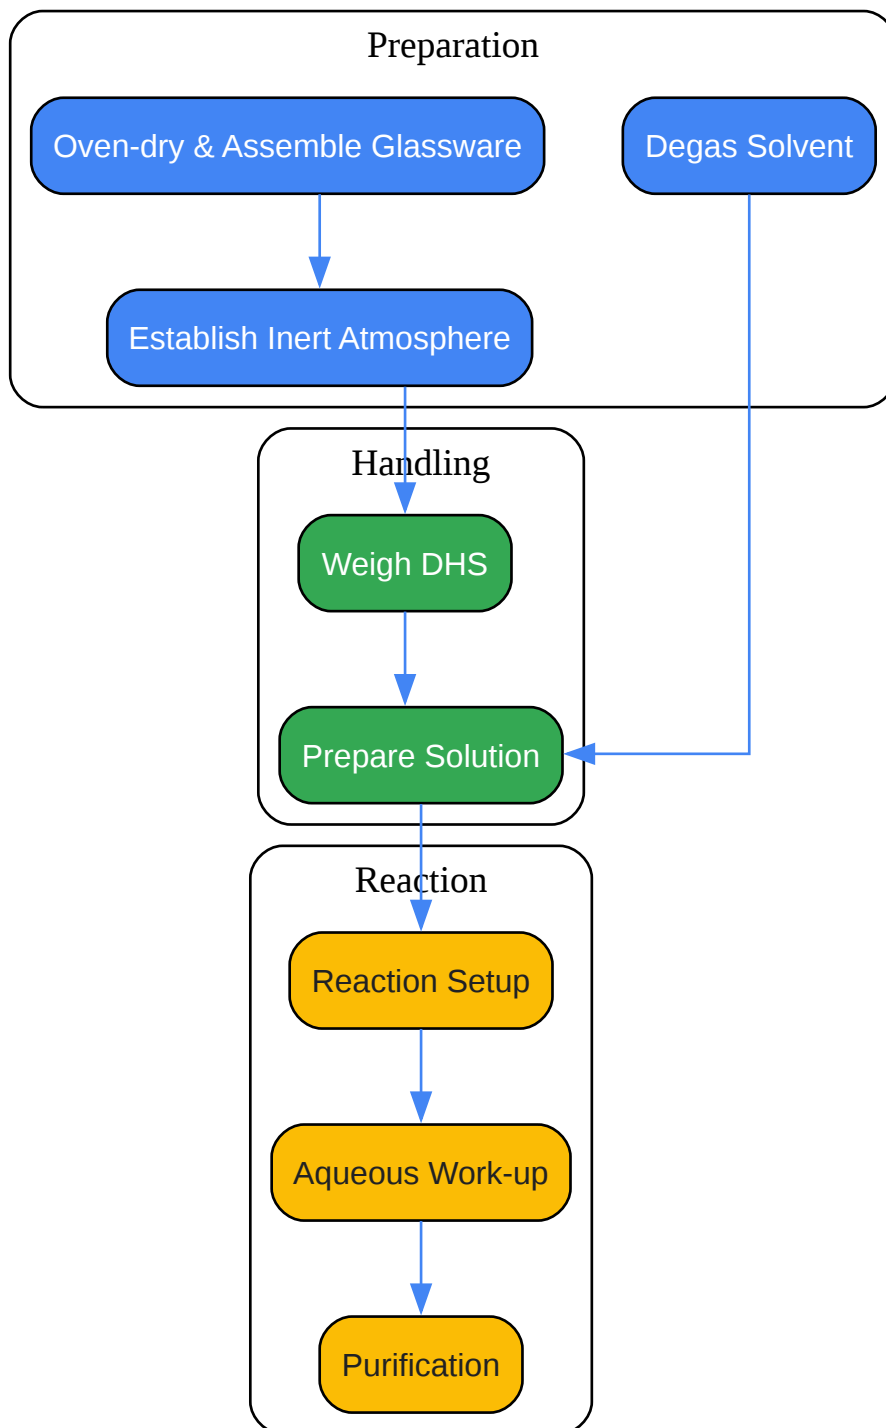 Preparation
Oven-dry & Assemble Glassware
Degas Solvent
Establish Inert Atmosphere
Handling
Weigh DHS
Prepare Solution
Reaction
Reaction Setup
Aqueous Work-up
Purification